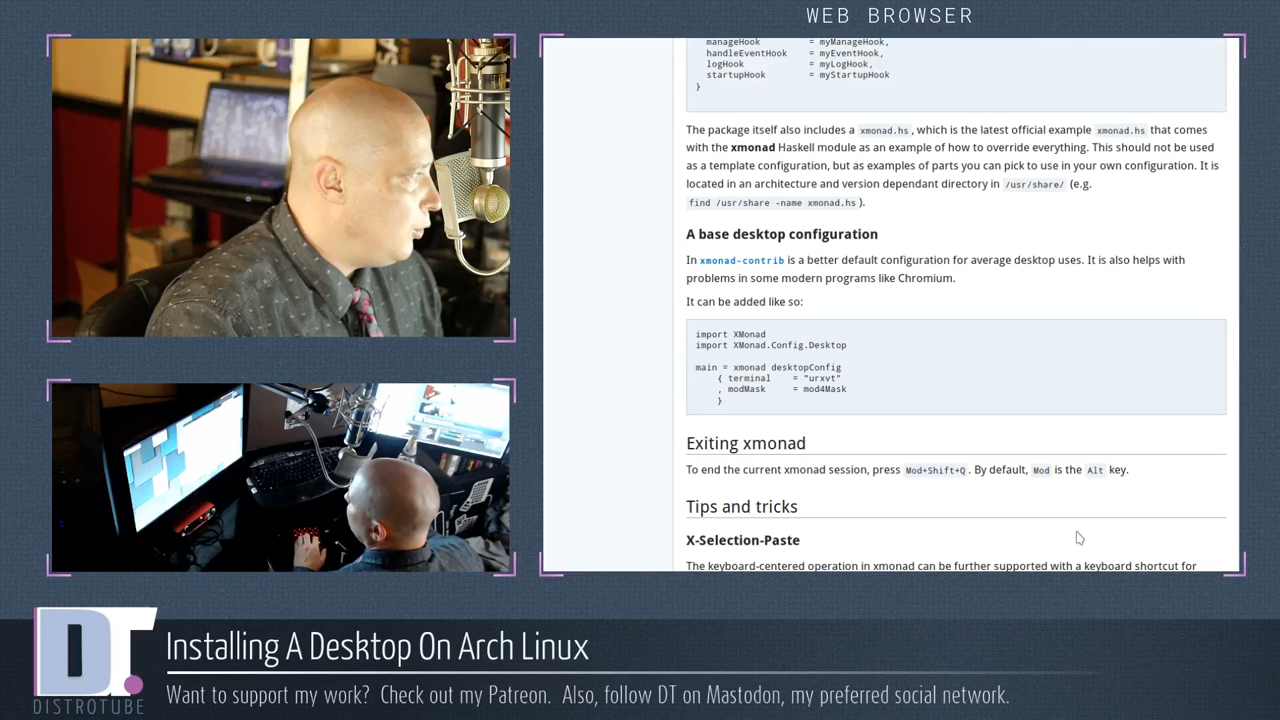 WEB BROWSER
manageHook = myManageHook,
handleEventHook = myEventHook,
logHook = myLogHook,
startupHook = myStartupHook
}
The package itself also includes a xmonad.hs, which is the latest official example xmonad.hs that comes
with the xmonad Haskell module as an example of how to override everything. This should not be used
as a template configuration, but as examples of parts you can pick to use in your own configuration. It is
located in an architecture and version dependant directory in /usr/share/ (e.g.
find /usr/share -name xmonad.hs ).
A base desktop configuration
In xmonad-contrib is a better default configuration for average desktop uses. It is also helps with
problems in some modern programs like Chromium.
It can be added like so:
import XMonad
import XMonad.Config.Desktop
main = xmonad desktopConfig
{ terminal = "urxvt"
, modMask = mod4Mask
}
Exiting xmonad
To end the current xmonad session, press Mod+Shift+Q. By default, Mod is the Alt key.
Tips and tricks
X-Selection-Paste
The keyboard-centered operation in xmonad can be further supported with a keyboard shortcut for
DT
DISTROTUBE
Installing A Desktop On Arch Linux
Want to support my work? Check out my Patreon. Also, follow DT on Mastodon, my preferred social network.